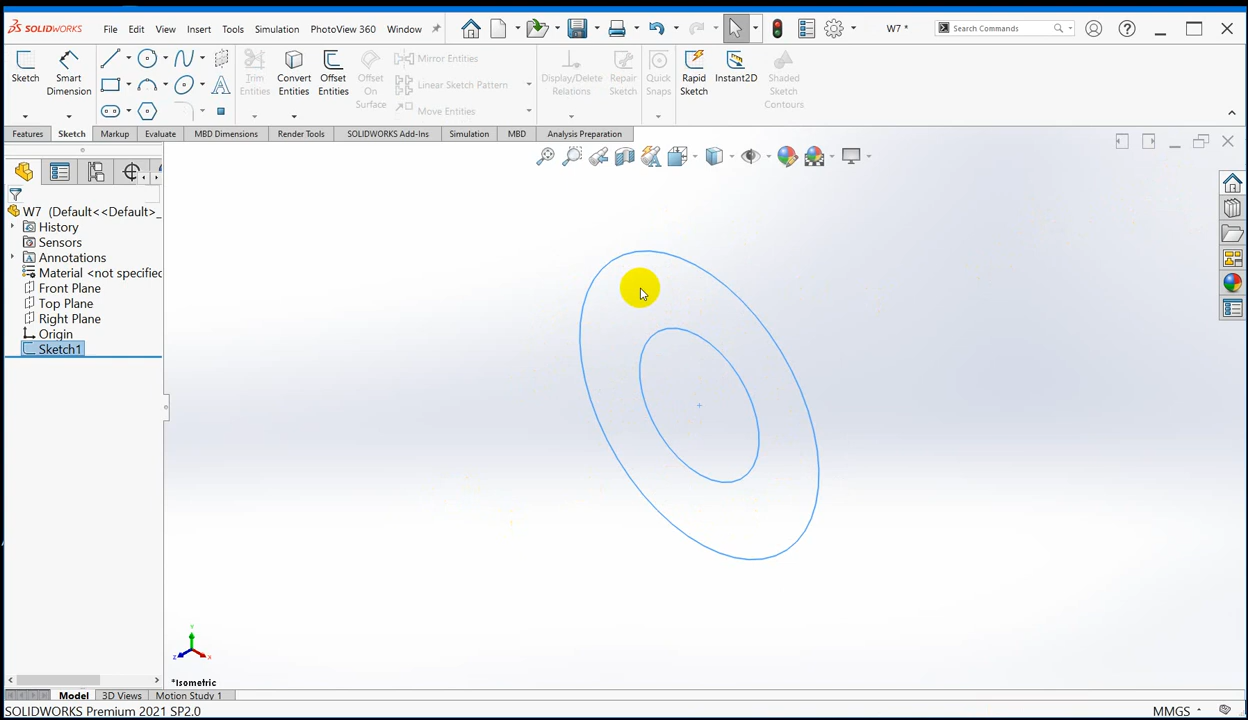 SOLIDWORKS File Edit View Insert Tools Simulation PhotoView 360 Window W7 * Search Commands
Sketch Smart Dimension Trim Entities Convert Entities Offset Entities Offset On Surface Mirror Entities Linear Sketch Pattern Move Entities Display/Delete Relations Repair Sketch Quick Snaps Rapid Sketch Instant2D Shaded Sketch Contours
Features Sketch Markup Evaluate MBD Dimensions Render Tools SOLIDWORKS Add-Ins Simulation MBD Analysis Preparation
W7 (Default<<Default>_
History
Sensors
Annotations
Material <not specified
Front Plane
Top Plane
Right Plane
Origin
Sketch1
Y
Z X
*Isometric
Model 3D Views Motion Study 1
SOLIDWORKS Premium 2021 SP2.0 MMGS